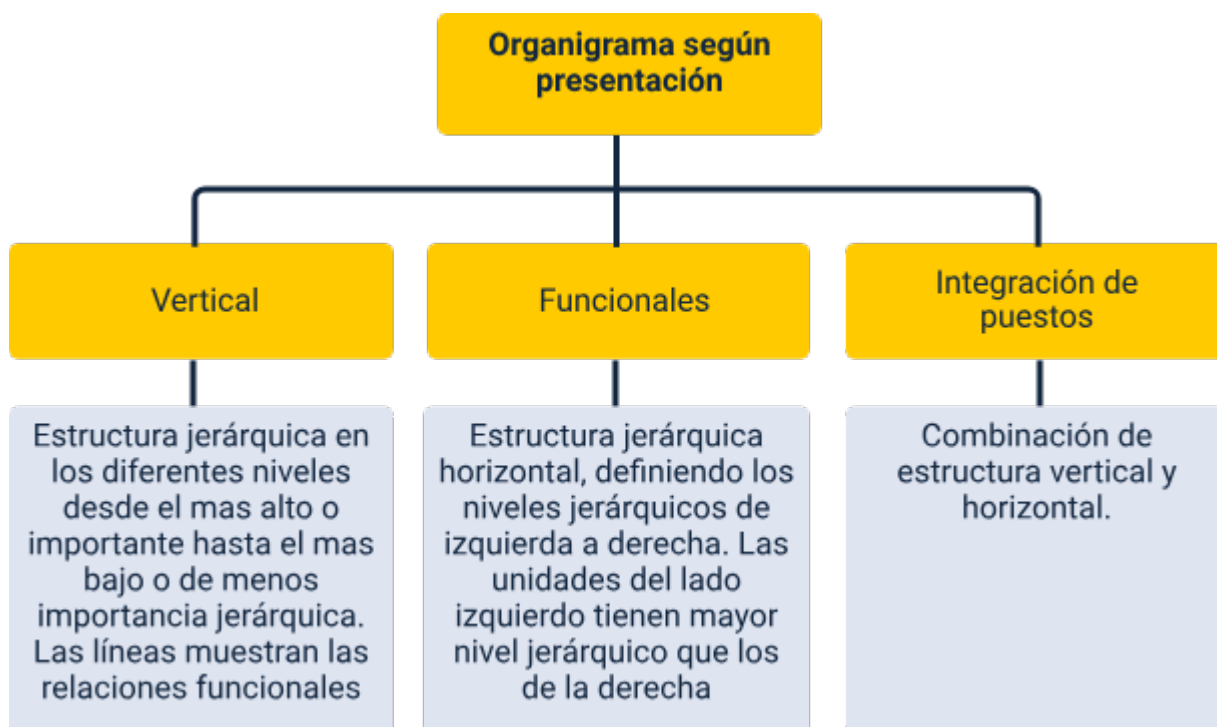 Organigrama según
presentación
Vertical
Funcionales
Integración de
puestos
Estructura jerárquica en
los diferentes niveles
desde el mas alto o
importante hasta el mas
bajo o de menos
importancia jerárquica.
Las líneas muestran las
relaciones funcionales
Estructura jerárquica
horizontal, definiendo los
niveles jerárquicos de
izquierda a derecha. Las
unidades del lado
izquierdo tienen mayor
nivel jerárquico que los
de la derecha
Combinación de
estructura vertical y
horizontal.